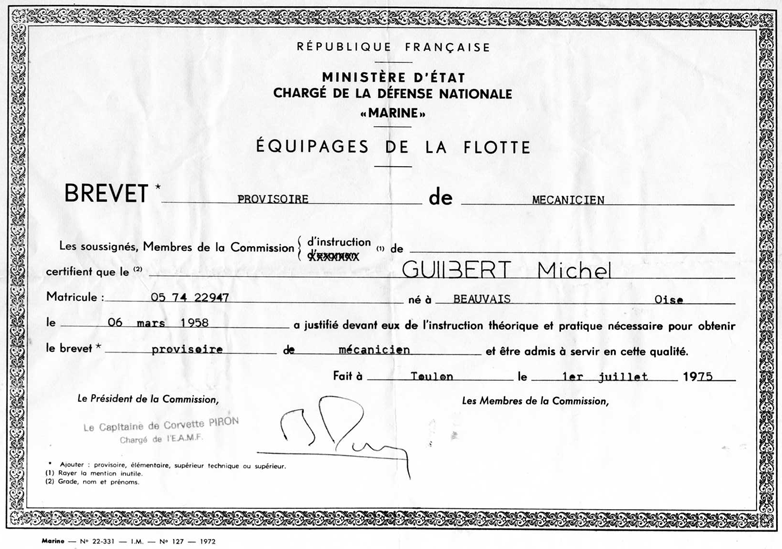 RÉPUBLIQUE FRANÇAISE
MINISTÈRE D'ÉTAT
CHARGÉ DE LA DÉFENSE NATIONALE
«MARINE»
ÉQUIPAGES DE LA FLOTTE
BREVET * PROVISOIRE de MECANICIEN
Les soussignés, Membres de la Commission { d'instruction (1) de
certifient que le (2) GUILBERT Michel
Matricule : 05 74 22947 né à BEAUVAIS Oise
le 06 mars 1958 a justifié devant eux de l'instruction théorique et pratique nécessaire pour obtenir
le brevet * provisoire de mécanicien et être admis à servir en cette qualité.
Fait à Toulon le 1er juillet 1975
Le Président de la Commission, Les Membres de la Commission,
Le Capitaine de Corvette PIRON
Chargé de l'E.A.M.F.
* Ajouter : provisoire, élémentaire, supérieur technique ou supérieur.
(1) Rayer la mention inutile.
(2) Grade, nom et prénoms.
Marine — N° 22-331 — I.M. — N° 127 — 1972